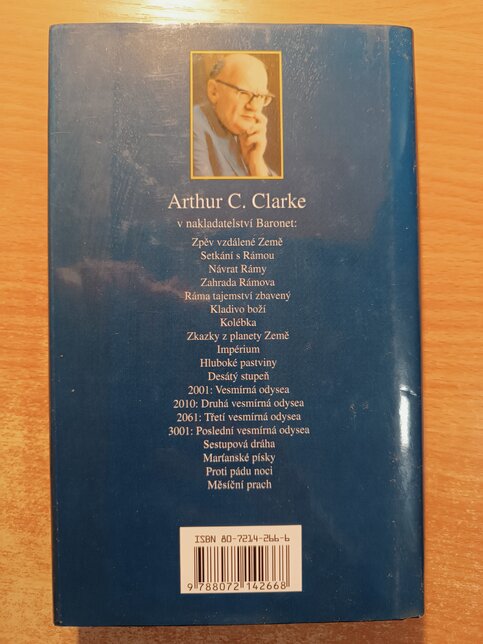 Arthur C. Clarke
v nakladatelství Baronet:
Zpěv vzdálené Země
Setkání s Rámou
Návrat Rámy
Zahrada Rámova
Ráma tajemství zbavený
Kladivo boží
Kolébka
Zkazky z planety Země
Impérium
Hluboké pastviny
Desátý stupeň
2001: Vesmírná odysea
2010: Druhá vesmírná odysea
2061: Třetí vesmírná odysea
3001: Poslední vesmírná odysea
Sestupová dráha
Marťanské písky
Proti pádu noci
Měsíční prach
ISBN 80-7214-266-6
9 788072 142668